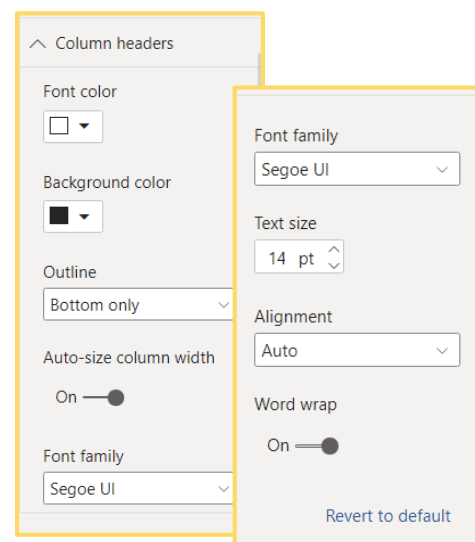 Column headers
Font color
Background color
Outline
Bottom only
Auto-size column width
On
Font family
Segoe UI
Font family
Segoe UI
Text size
14 pt
Alignment
Auto
Word wrap
On
Revert to default